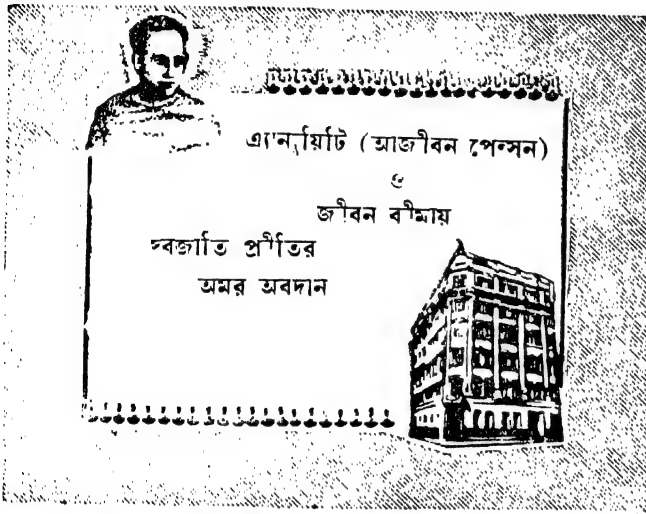 এ্যান্যুয়িটি (আজীবন পেন্সন)
ও
জীবন বীমায়
স্বজাতি প্রীতির
অমর অবদান